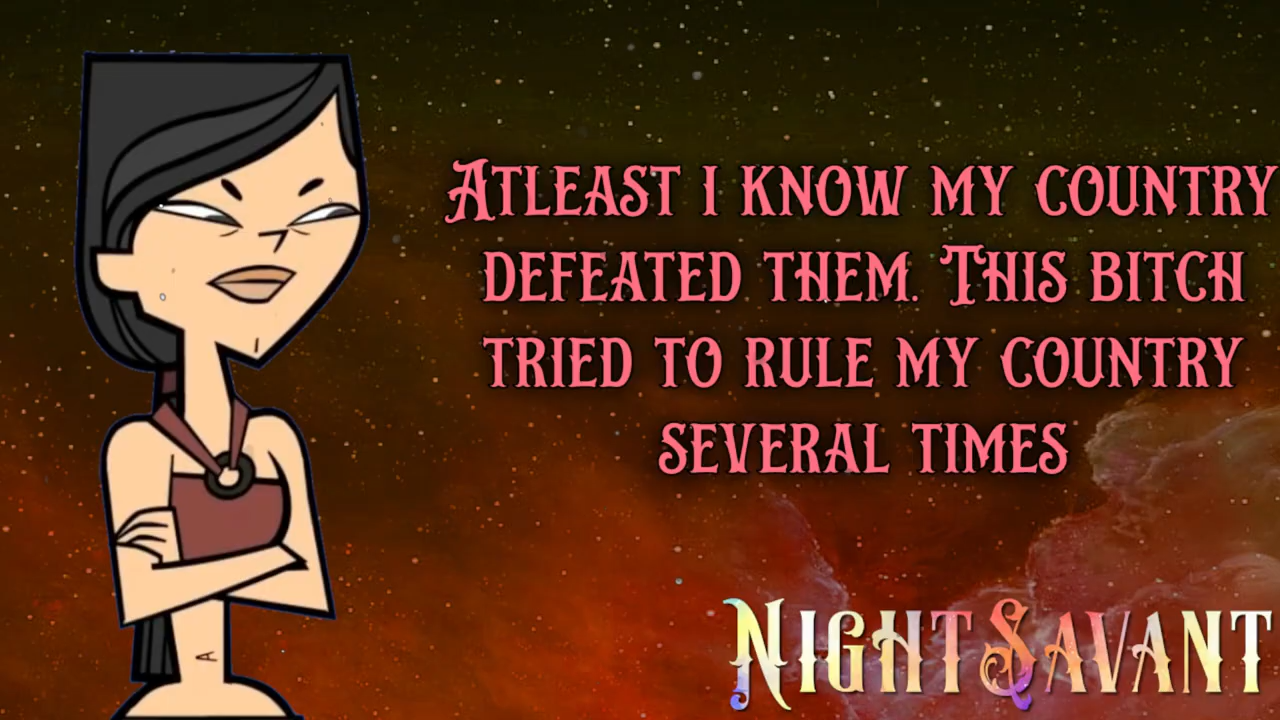 Atleast i know my country
defeated them. This bitch
tried to rule my country
several times
NightSavant